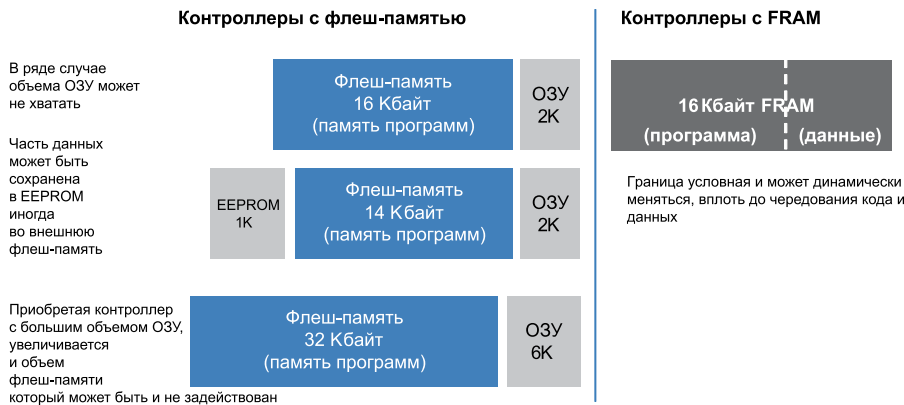 Контроллеры с флеш-памятью
В ряде случае
объема ОЗУ может
не хватать
Флеш-память
16 Кбайт
(память программ)
ОЗУ
2K
Часть данных
может быть
сохранена
в EEPROM
иногда
во внешнюю
флеш-память
EEPROM
1K
Флеш-память
14 Кбайт
(память программ)
ОЗУ
2K
Приобретая контроллер
с большим объемом ОЗУ,
увеличивается
и объем
флеш-памяти
который может быть и не задействован
Флеш-память
32 Кбайт
(память программ)
ОЗУ
6K
Контроллеры с FRAM
16 Кбайт FRAM
(программа) (данные)
Граница условная и может динамически
меняться, вплоть до чередования кода и
данных